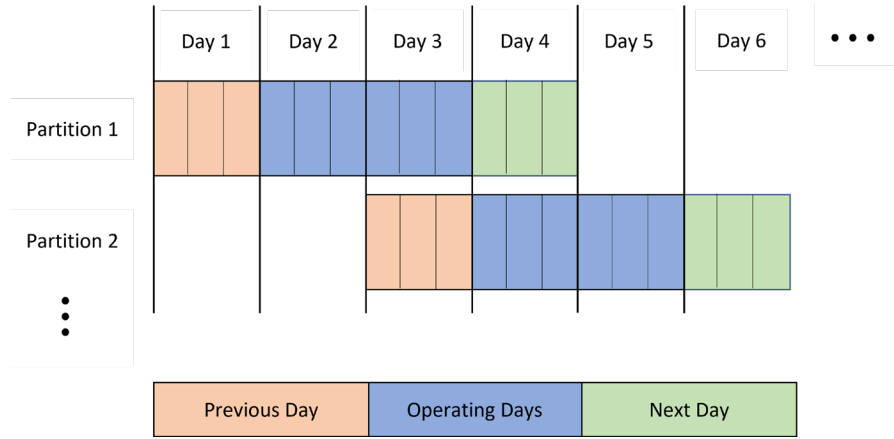 Day 1
Day 2
Day 3
Day 4
Day 5
Day 6
• • •
Partition 1
Partition 2
Previous Day
Operating Days
Next Day